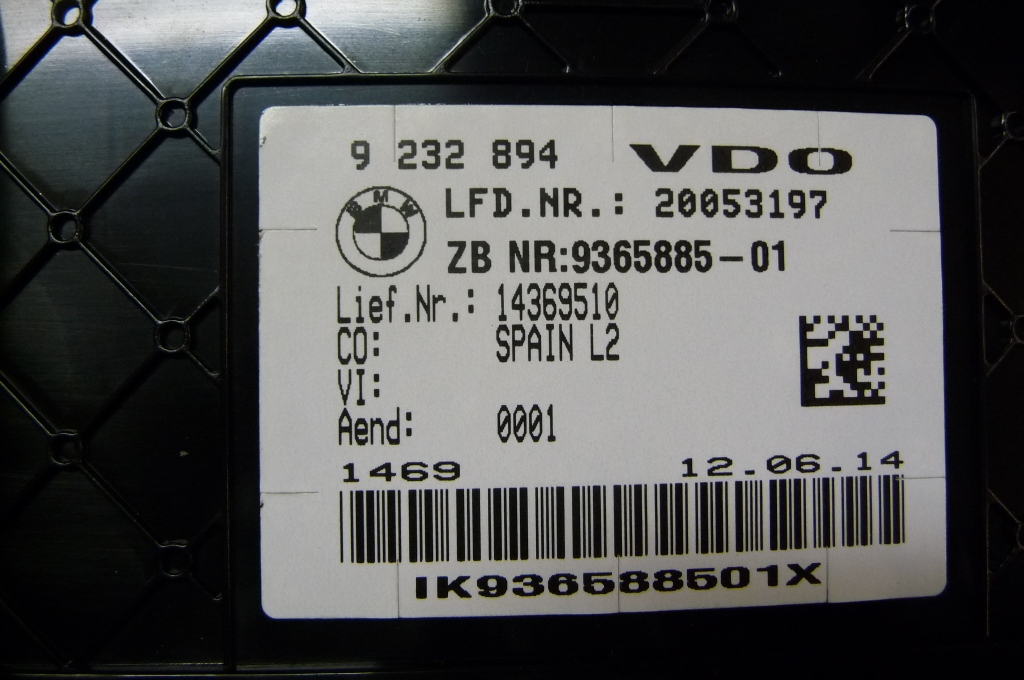 9 232 894 VDO
BMW
LFD.NR.: 20053197
ZB NR:9365885-01
Lief.Nr.: 14369510
CO: SPAIN L2
VI:
Aend: 0001
1469 12.06.14
IK936588501X